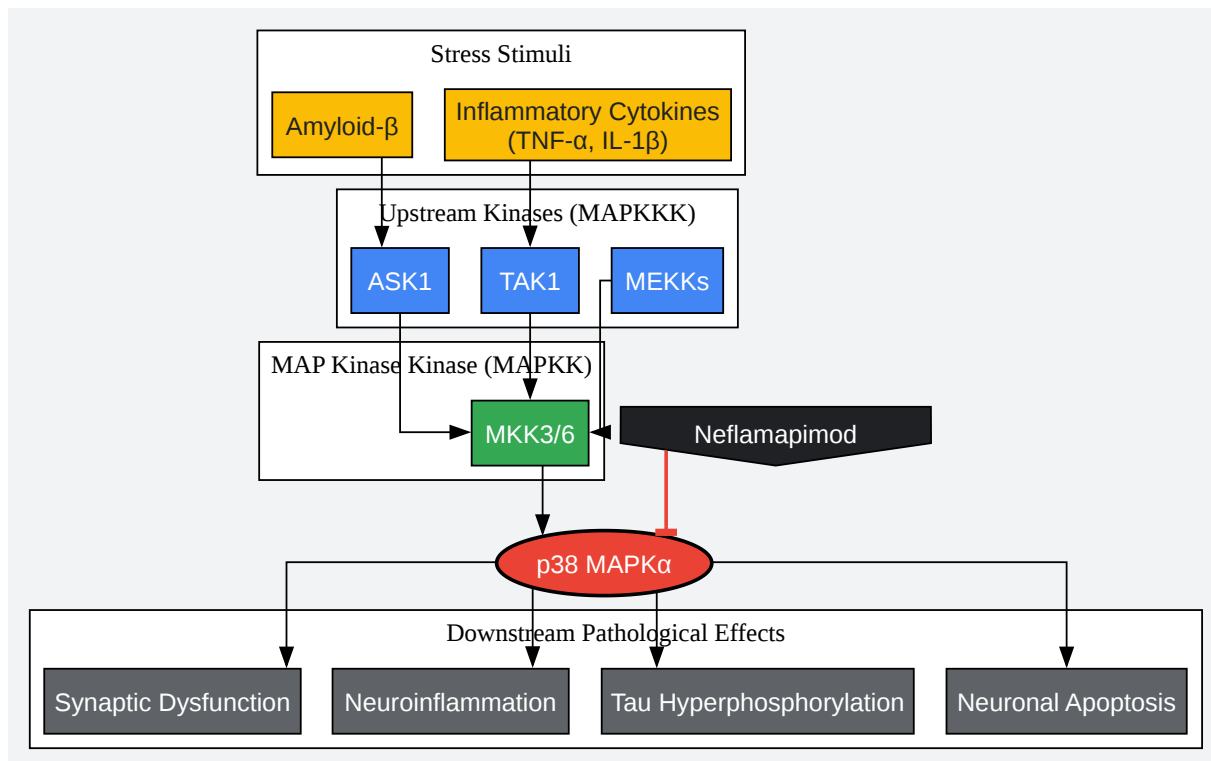 Stress Stimuli
Amyloid-β
Inflammatory Cytokines
(TNF-α, IL-1β)
Upstream Kinases (MAPKKK)
ASK1
TAK1
MEKKs
MAP Kinase Kinase (MAPKK)
MKK3/6
Neflamapimod
p38 MAPKα
Downstream Pathological Effects
Synaptic Dysfunction
Neuroinflammation
Tau Hyperphosphorylation
Neuronal Apoptosis